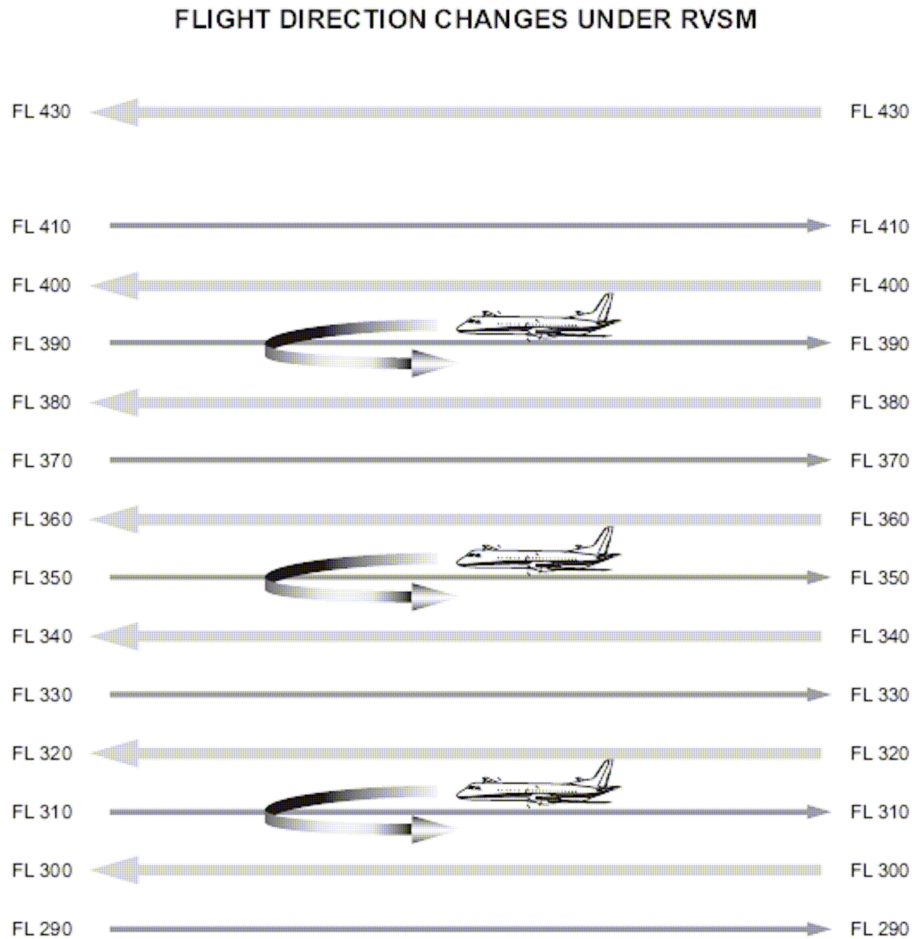 FLIGHT DIRECTION CHANGES UNDER RVSM
FL 430 FL 430
FL 410 FL 410
FL 400 FL 400
FL 390 FL 390
FL 380 FL 380
FL 370 FL 370
FL 360 FL 360
FL 350 FL 350
FL 340 FL 340
FL 330 FL 330
FL 320 FL 320
FL 310 FL 310
FL 300 FL 300
FL 290 FL 290